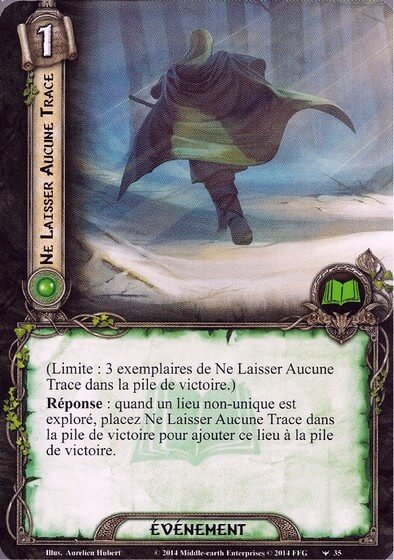 1
NE LAISSER AUCUNE TRACE
(Limite : 3 exemplaires de Ne Laisser Aucune
Trace dans la pile de victoire.)
Réponse : quand un lieu non-unique est
exploré, placez Ne Laisser Aucune Trace dans
la pile de victoire pour ajouter ce lieu à la pile
de victoire.
ÉVÉNEMENT
Illus. Aurelien Hubert © 2014 Middle-earth Enterprises © 2014 FFG 35